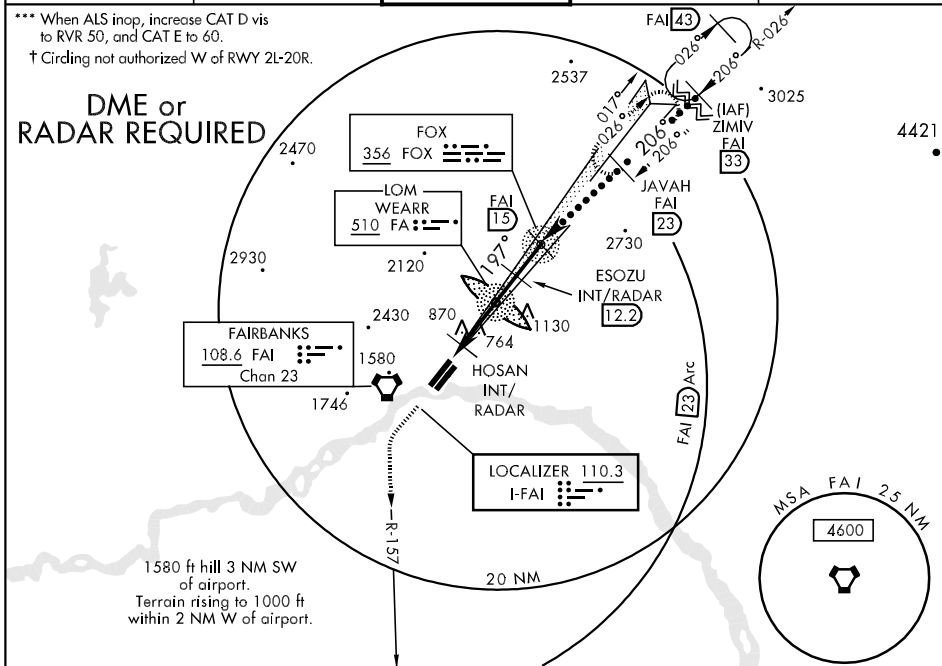 *** When ALS inop, increase CAT D vis
to RVR 50, and CAT E to 60.
† Circling not authorized W of RWY 2L-20R.
DME or
RADAR REQUIRED
FAI 43
026°
206°
R-026
2537
3025
(IAF)
ZIMIV
FAI
33
4421
017°
026°
206°
206°
2470
FOX
356 FOX
JAVAH
FAI
23
LOM
WEARR
510 FA
FAI
15
197°
2730
2930
2120
ESOZU
INT/RADAR
12.2
2430
870
1130
764
FAIRBANKS
108.6 FAI
Chan 23
1580
1746
HOSAN
INT/
RADAR
FAI 23 Arc
LOCALIZER 110.3
I-FAI
R-157
20 NM
1580 ft hill 3 NM SW
of airport.
Terrain rising to 1000 ft
within 2 NM W of airport.
MSA FAI 25 NM
4600